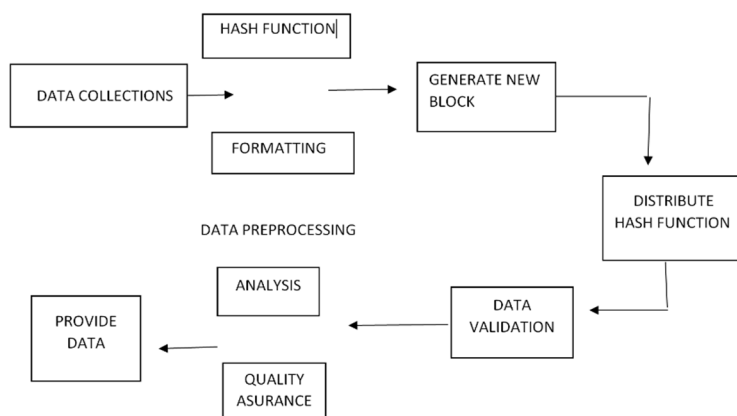 HASH FUNCTION
DATA COLLECTIONS
GENERATE NEW
BLOCK
FORMATTING
DISTRIBUTE
HASH FUNCTION
DATA PREPROCESSING
ANALYSIS
DATA
VALIDATION
PROVIDE
DATA
QUALITY
ASURANCE